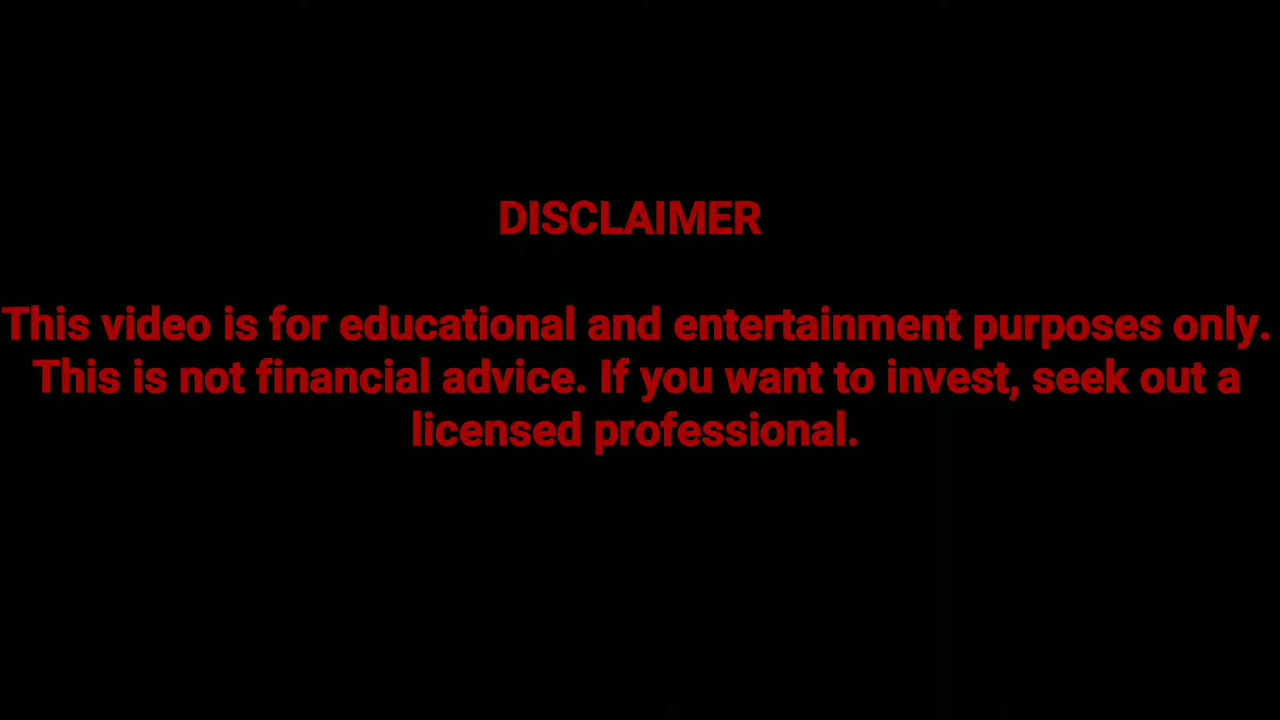 DISCLAIMER
This video is for educational and entertainment purposes only.
This is not financial advice. If you want to invest, seek out a
licensed professional.